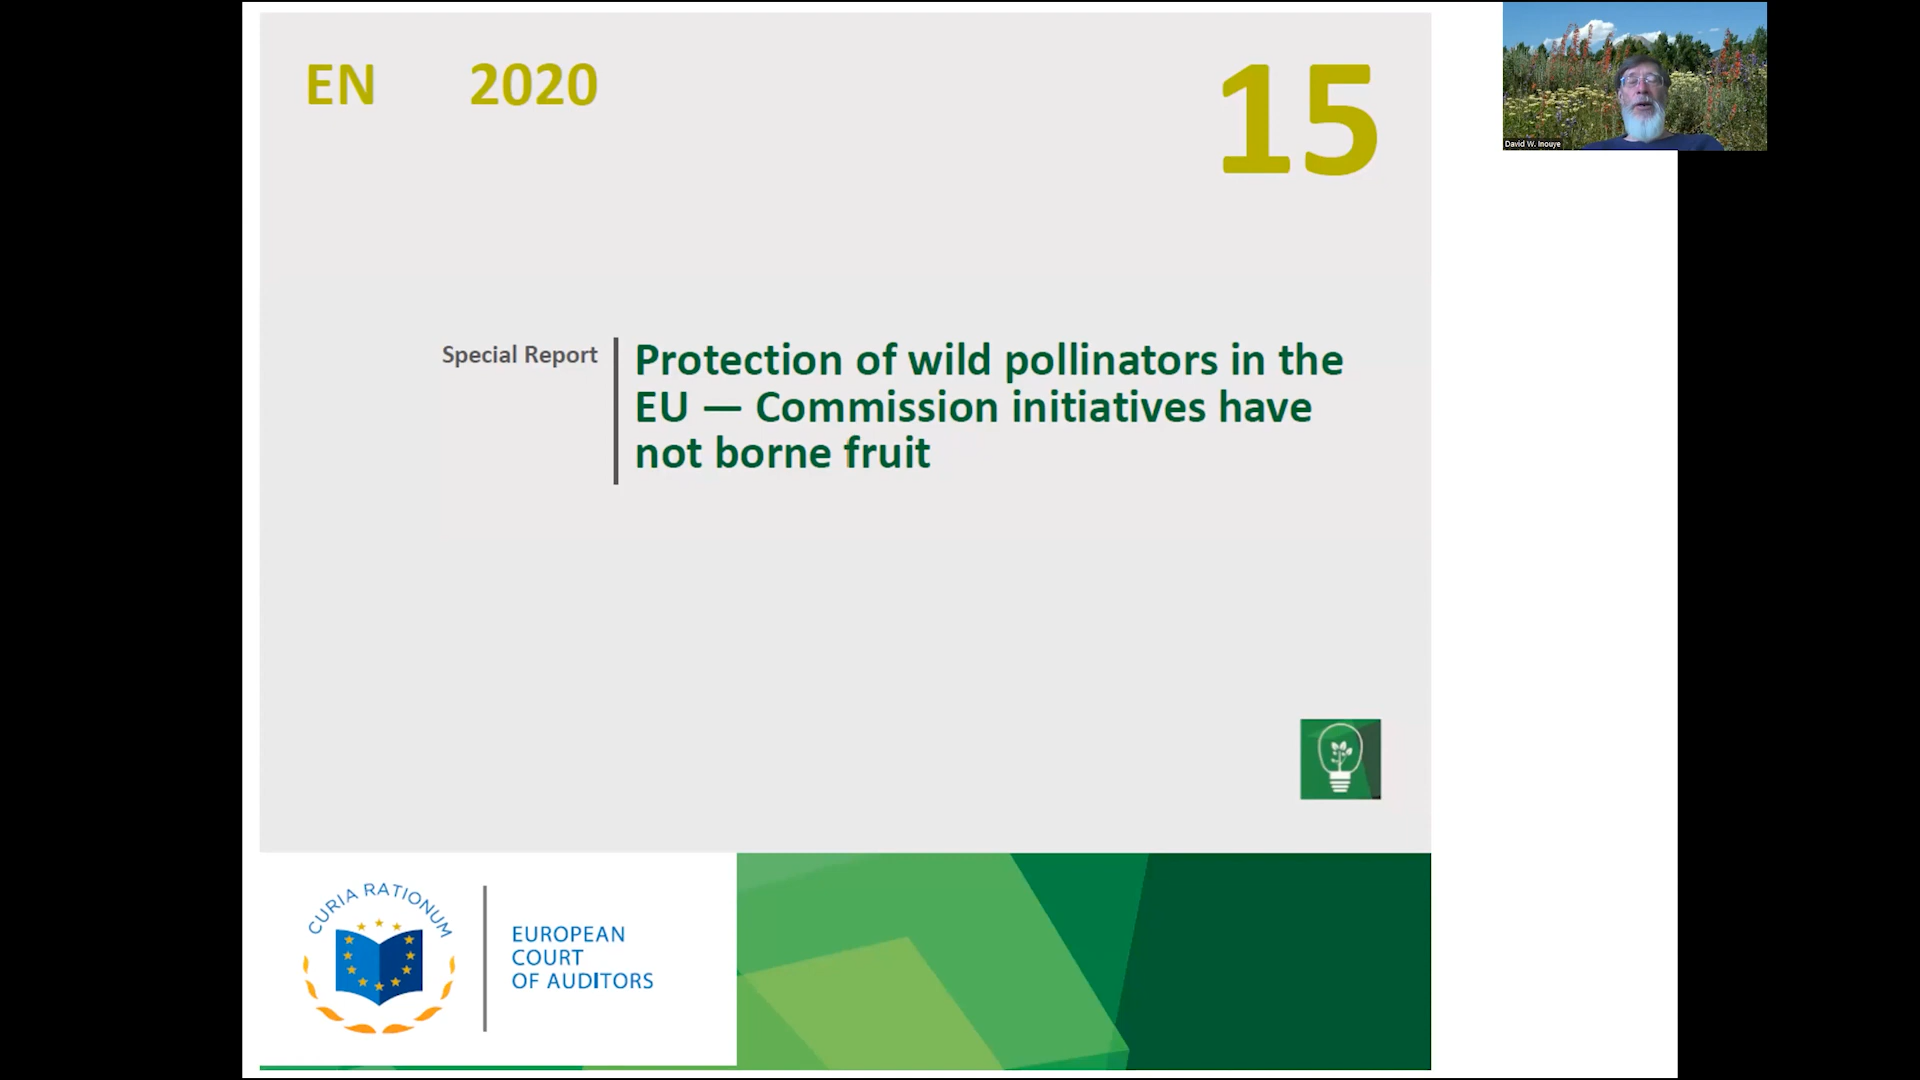 EN 2020
15
Special Report
Protection of wild pollinators in the
EU — Commission initiatives have
not borne fruit
CURIA RATIONUM
EUROPEAN
COURT
OF AUDITORS
David W. Inouye